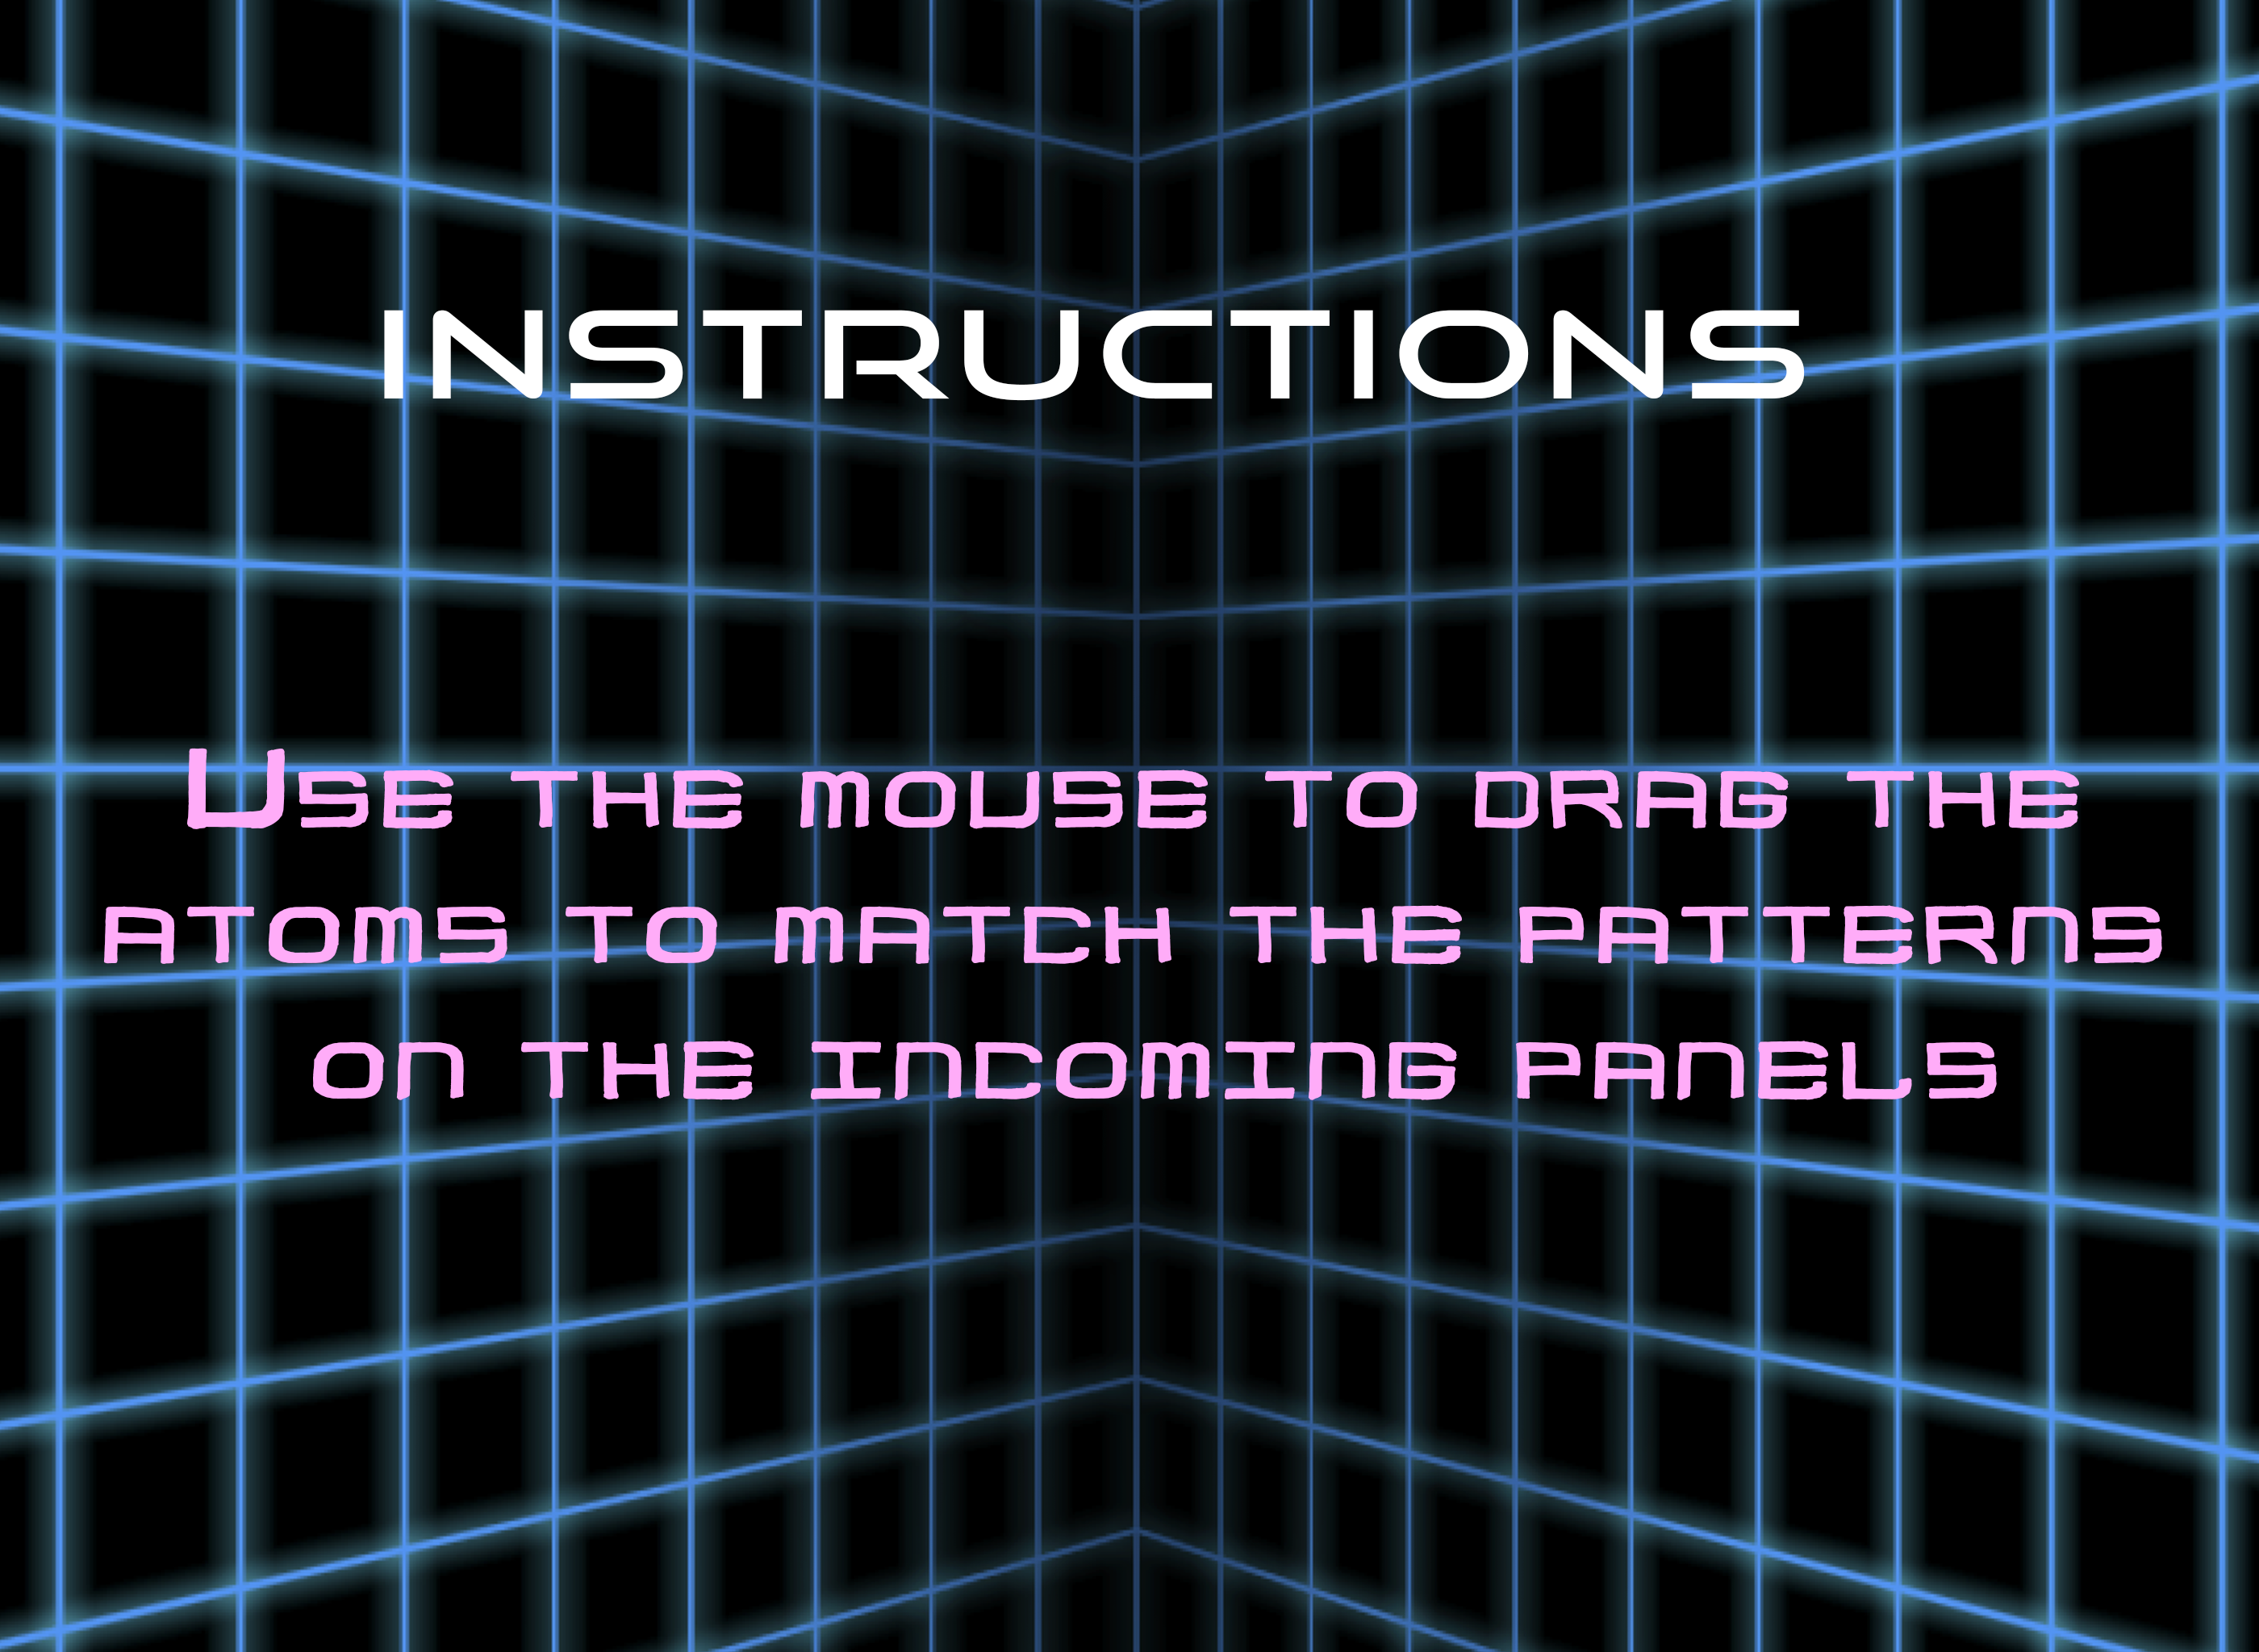 INSTRUCTIONS
Use the mouse to drag the
atoms to match the patterns
on the incoming panels